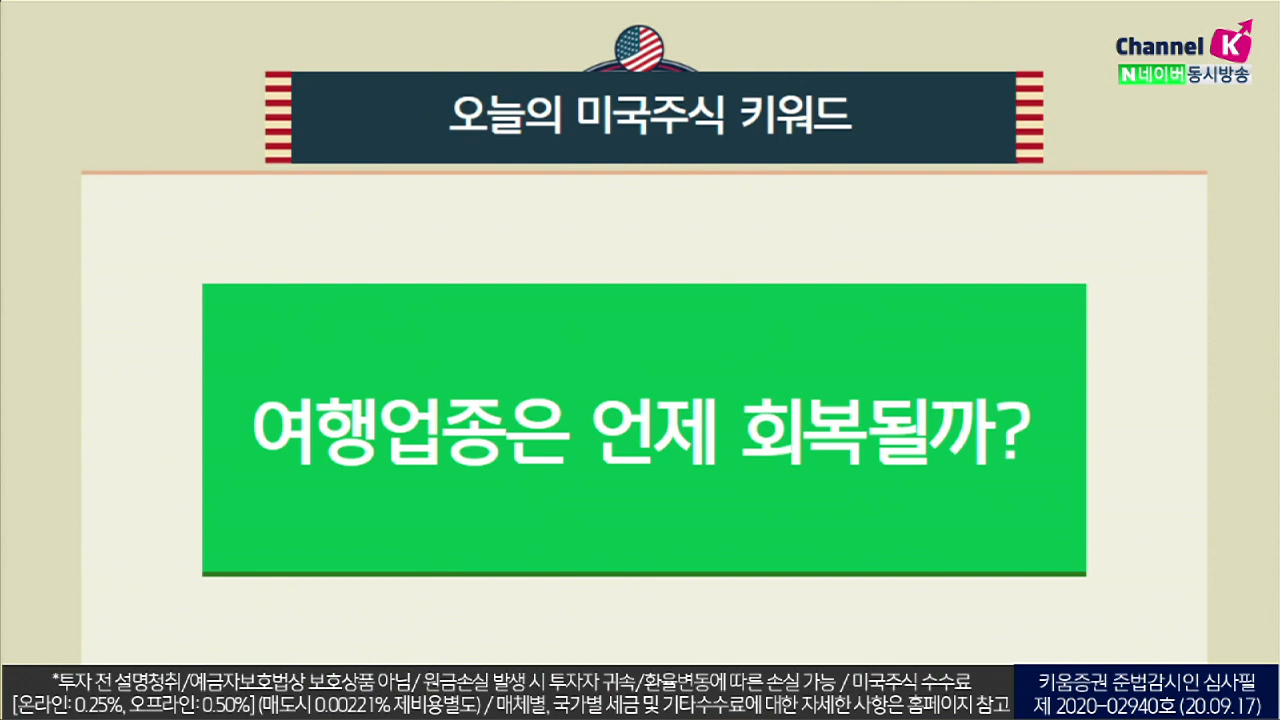 Channel K
N네이버 동시방송
오늘의 미국주식 키워드
여행업종은 언제 회복될까?
*투자 전 설명청취/예금자보호법상 보호상품 아님/ 원금손실 발생 시 투자자 귀속/환율변동에 따른 손실 가능 / 미국주식 수수료
[온라인: 0.25%, 오프라인: 0.50%] (매도시 0.00221% 제비용별도) / 매체별, 국가별 세금 및 기타수수료에 대한 자세한 사항은 홈페이지 참고
키움증권 준법감시인 심사필
제 2020-02940호 (20.09.17)